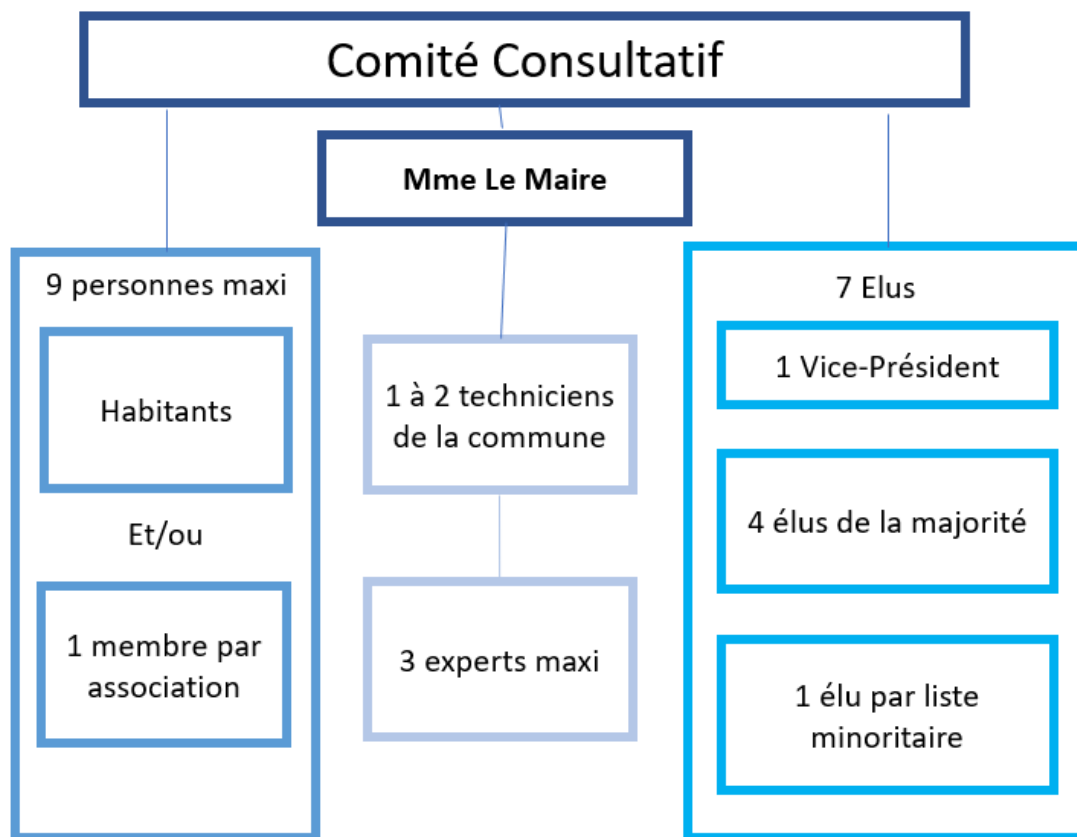 Comité Consultatif
Mme Le Maire
9 personnes maxi
Habitants
Et/ou
1 membre par
association
1 à 2 techniciens
de la commune
3 experts maxi
7 Elus
1 Vice-Président
4 élus de la majorité
1 élu par liste
minoritaire